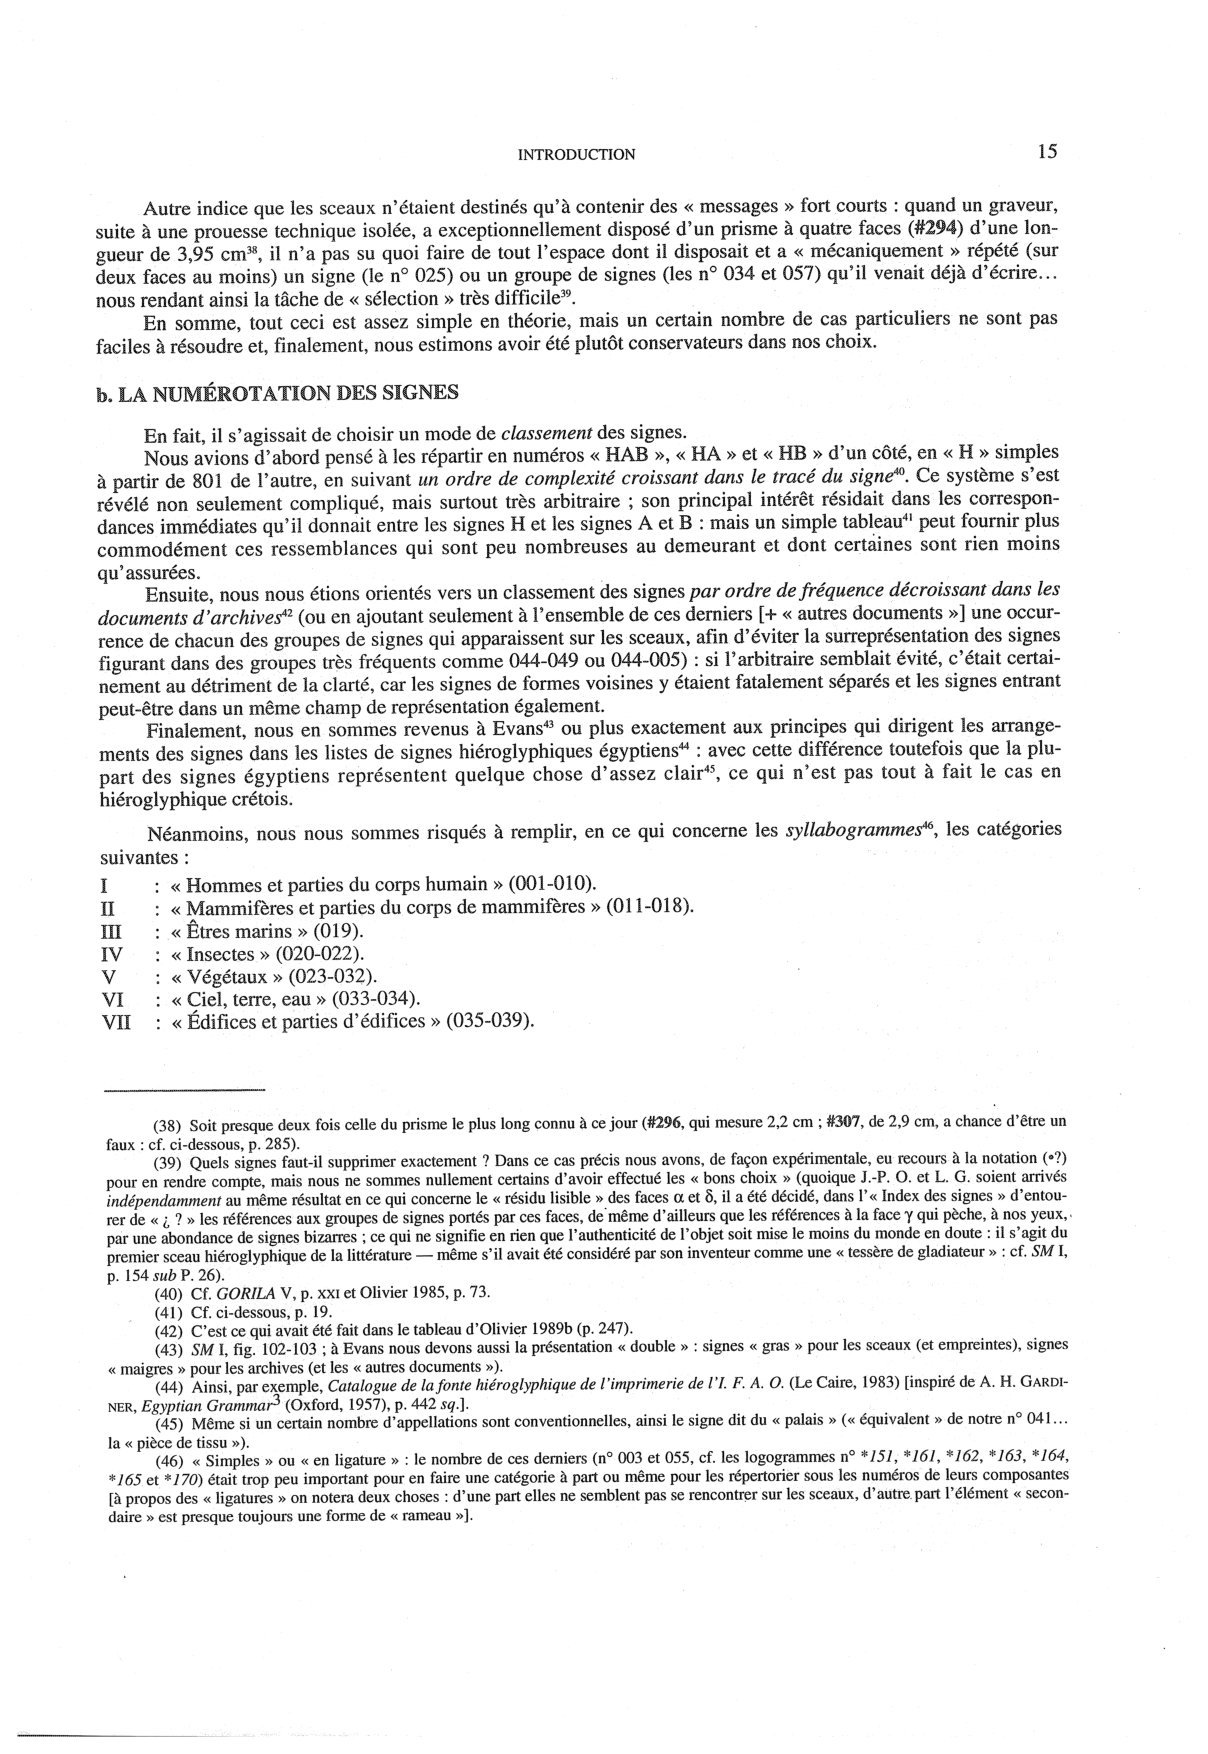 INTRODUCTION 15
Autre indice que les sceaux n'étaient destinés qu'à contenir des « messages » fort courts : quand un graveur,
suite à une prouesse technique isolée, a exceptionnellement disposé d'un prisme à quatre faces (#294) d'une lon-
gueur de 3,95 cm³⁸, il n'a pas su quoi faire de tout l'espace dont il disposait et a « mécaniquement » répété (sur
deux faces au moins) un signe (le n° 025) ou un groupe de signes (les n° 034 et 057) qu'il venait déjà d'écrire...
nous rendant ainsi la tâche de « sélection » très difficile³⁹.
En somme, tout ceci est assez simple en théorie, mais un certain nombre de cas particuliers ne sont pas
faciles à résoudre et, finalement, nous estimons avoir été plutôt conservateurs dans nos choix.
b. LA NUMÉROTATION DES SIGNES
En fait, il s'agissait de choisir un mode de classement des signes.
Nous avions d'abord pensé à les répartir en numéros « HAB », « HA » et « HB » d'un côté, en « H » simples
à partir de 801 de l'autre, en suivant un ordre de complexité croissant dans le tracé du signe⁴⁰. Ce système s'est
révélé non seulement compliqué, mais surtout très arbitraire ; son principal intérêt résidait dans les correspon-
dances immédiates qu'il donnait entre les signes H et les signes A et B : mais un simple tableau⁴¹ peut fournir plus
commodément ces ressemblances qui sont peu nombreuses au demeurant et dont certaines sont rien moins
qu'assurées.
Ensuite, nous nous étions orientés vers un classement des signes par ordre de fréquence décroissant dans les
documents d'archives⁴² (ou en ajoutant seulement à l'ensemble de ces derniers [+ « autres documents »] une occur-
rence de chacun des groupes de signes qui apparaissent sur les sceaux, afin d'éviter la surreprésentation des signes
figurant dans des groupes très fréquents comme 044-049 ou 044-005) : si l'arbitraire semblait évité, c'était certai-
nement au détriment de la clarté, car les signes de formes voisines y étaient fatalement séparés et les signes entrant
peut-être dans un même champ de représentation également.
Finalement, nous en sommes revenus à Evans⁴³ ou plus exactement aux principes qui dirigent les arrange-
ments des signes dans les listes de signes hiéroglyphiques égyptiens⁴⁴ : avec cette différence toutefois que la plu-
part des signes égyptiens représentent quelque chose d'assez clair⁴⁵, ce qui n'est pas tout à fait le cas en
hiéroglyphique crétois.
Néanmoins, nous nous sommes risqués à remplir, en ce qui concerne les syllabogrammes⁴⁶, les catégories
suivantes :
I : « Hommes et parties du corps humain » (001-010).
II : « Mammifères et parties du corps de mammifères » (011-018).
III : « Êtres marins » (019).
IV : « Insectes » (020-022).
V : « Végétaux » (023-032).
VI : « Ciel, terre, eau » (033-034).
VII : « Édifices et parties d'édifices » (035-039).
(38) Soit presque deux fois celle du prisme le plus long connu à ce jour (#296, qui mesure 2,2 cm ; #307, de 2,9 cm, a chance d'être un
faux : cf. ci-dessous, p. 285).
(39) Quels signes faut-il supprimer exactement ? Dans ce cas précis nous avons, de façon expérimentale, eu recours à la notation (•?)
pour en rendre compte, mais nous ne sommes nullement certains d'avoir effectué les « bons choix » (quoique J.-P. O. et L. G. soient arrivés
indépendamment au même résultat en ce qui concerne le « résidu lisible » des faces α et δ, il a été décidé, dans l'« Index des signes » d'entou-
rer de « ¿ ? » les références aux groupes de signes portés par ces faces, de même d'ailleurs que les références à la face γ qui pèche, à nos yeux,
par une abondance de signes bizarres ; ce qui ne signifie en rien que l'authenticité de l'objet soit mise le moins du monde en doute : il s'agit du
premier sceau hiéroglyphique de la littérature — même s'il avait été considéré par son inventeur comme une « tessère de gladiateur » : cf. SM I,
p. 154 sub P. 26).
(40) Cf. GORILA V, p. XXI et Olivier 1985, p. 73.
(41) Cf. ci-dessous, p. 19.
(42) C'est ce qui avait été fait dans le tableau d'Olivier 1989b (p. 247).
(43) SM I, fig. 102-103 ; à Evans nous devons aussi la présentation « double » : signes « gras » pour les sceaux (et empreintes), signes
« maigres » pour les archives (et les « autres documents »).
(44) Ainsi, par exemple, Catalogue de la fonte hiéroglyphique de l'imprimerie de l'I. F. A. O. (Le Caire, 1983) [inspiré de A. H. GARDI-
NER, Egyptian Grammar³ (Oxford, 1957), p. 442 sq.].
(45) Même si un certain nombre d'appellations sont conventionnelles, ainsi le signe dit du « palais » (« équivalent » de notre n° 041...
la « pièce de tissu »).
(46) « Simples » ou « en ligature » : le nombre de ces derniers (n° 003 et 055, cf. les logogrammes n° *151, *161, *162, *163, *164,
*165 et *170) était trop peu important pour en faire une catégorie à part ou même pour les répertorier sous les numéros de leurs composantes
[à propos des « ligatures » on notera deux choses : d'une part elles ne semblent pas se rencontrer sur les sceaux, d'autre part l'élément « secon-
daire » est presque toujours une forme de « rameau »].